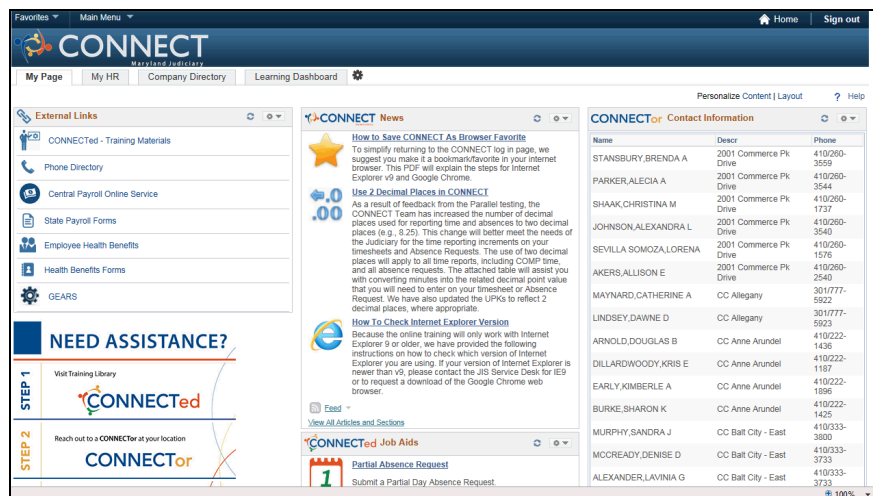 Favorites Main Menu Home Sign out
CONNECT
Maryland Judiciary
My Page My HR Company Directory Learning Dashboard
Personalize Content | Layout ? Help
External Links
CONNECTed - Training Materials
Phone Directory
Central Payroll Online Service
State Payroll Forms
Employee Health Benefits
Health Benefits Forms
GEARS
NEED ASSISTANCE?
STEP 1
Visit Training Library
CONNECTed
STEP 2
Reach out to a CONNECTor at your location
CONNECTor
CONNECT News
How to Save CONNECT As Browser Favorite
To simplify returning to the CONNECT log in page, we
suggest you make it a bookmark/favorite in your internet
browser. This PDF will explain the steps for Internet
Explorer v9 and Google Chrome.
.0
.00
Use 2 Decimal Places in CONNECT
As a result of feedback from the Parallel testing, the
CONNECT Team has increased the number of decimal
places used for reporting time and absences to two decimal
places (e.g., 8.25). This change will better meet the needs of
the Judiciary for the time reporting increments on your
timesheets and Absence Requests. The use of two decimal
places will apply to all time reports, including COMP time,
and all absence requests. The attached table will assist you
with converting minutes into the related decimal point value
that you will need to enter on your timesheet or Absence
Request. We have also updated the UPKs to reflect 2
decimal places, where appropriate.
How To Check Internet Explorer Version
Because the online training will only work with Internet
Explorer 9 or older, we have provided the following
instructions on how to check which version of Internet
Explorer you are using. If your version of Internet Explorer is
newer than v9, please contact the JIS Service Desk for IE9
or to request a download of the Google Chrome web
browser.
Feed
View All Articles and Sections
CONNECTed Job Aids
1
Partial Absence Request
Submit a Partial Day Absence Request.
CONNECTor Contact Information
Name Descr Phone
STANSBURY,BRENDA A 2001 Commerce Pk Drive 410/260-3559
PARKER,ALECIA A 2001 Commerce Pk Drive 410/260-3544
SHAAK,CHRISTINA M 2001 Commerce Pk Drive 410/260-1737
JOHNSON,ALEXANDRA L 2001 Commerce Pk Drive 410/260-3540
SEVILLA SOMOZA,LORENA 2001 Commerce Pk Drive 410/260-1576
AKERS,ALLISON E 2001 Commerce Pk Drive 410/260-2540
MAYNARD,CATHERINE A CC Allegany 301/777-5922
LINDSEY,DAWNE D CC Allegany 301/777-5923
ARNOLD,DOUGLAS B CC Anne Arundel 410/222-1436
DILLARDWOODY,KRIS E CC Anne Arundel 410/222-1187
EARLY,KIMBERLE A CC Anne Arundel 410/222-1896
BURKE,SHARON K CC Anne Arundel 410/222-1425
MURPHY,SANDRA J CC Balt City - East 410/333-3800
MCCREADY,DENISE D CC Balt City - East 410/333-3733
ALEXANDER,LAVINIA G CC Balt City - East 410/333-3733
100%